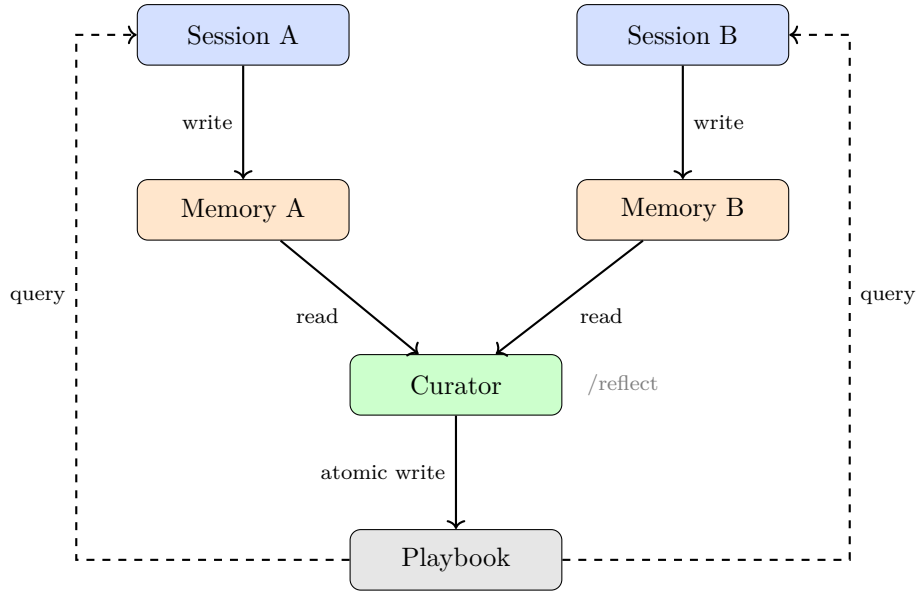 Session A
Session B
write
write
Memory A
Memory B
query
query
read
read
Curator
/reflect
atomic write
Playbook